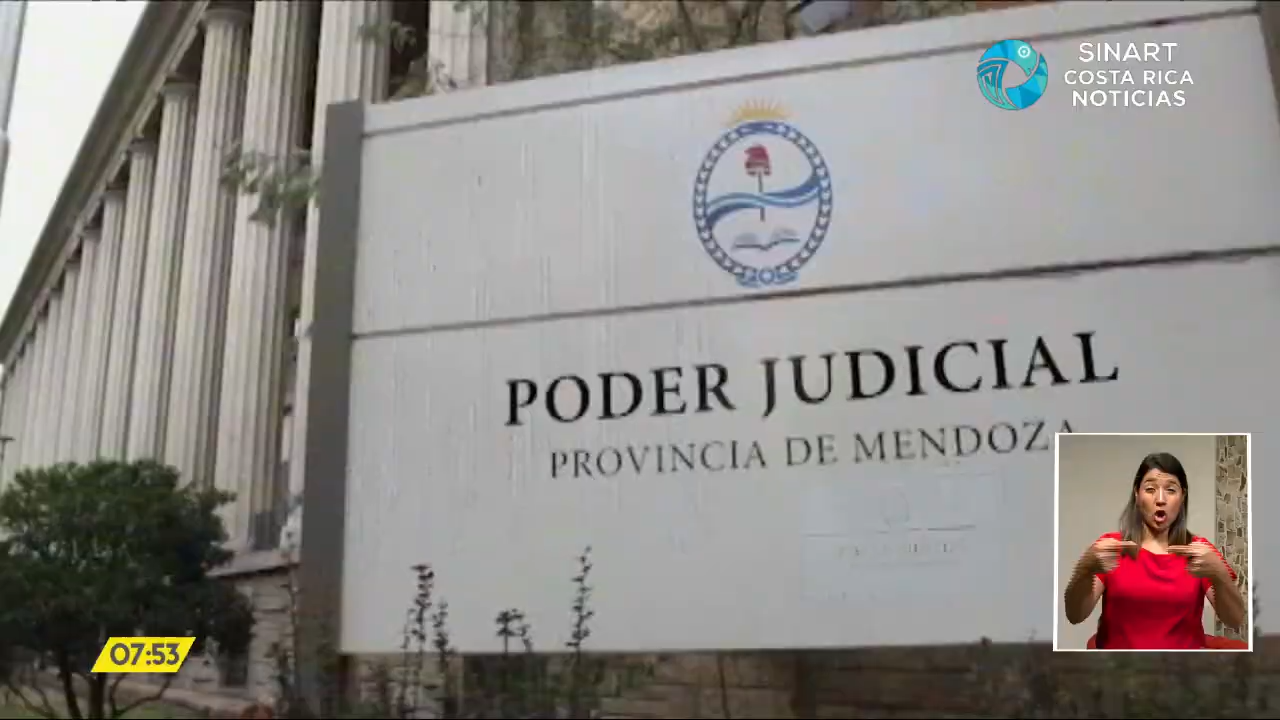 SINART
COSTA RICA
NOTICIAS
PODER JUDICIAL
PROVINCIA DE MENDOZA
07:53